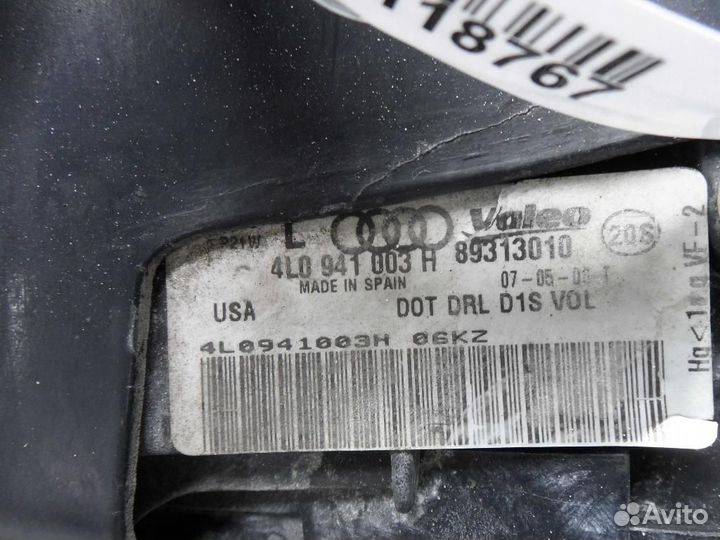 118767
P21W L Valeo
4L0 941 003 H 89313010
20S
MADE IN SPAIN 07-05-0
USA DOT DRL D1S VOL
4L0941003H 06KZ
Hg<1mg VF-2
Avito